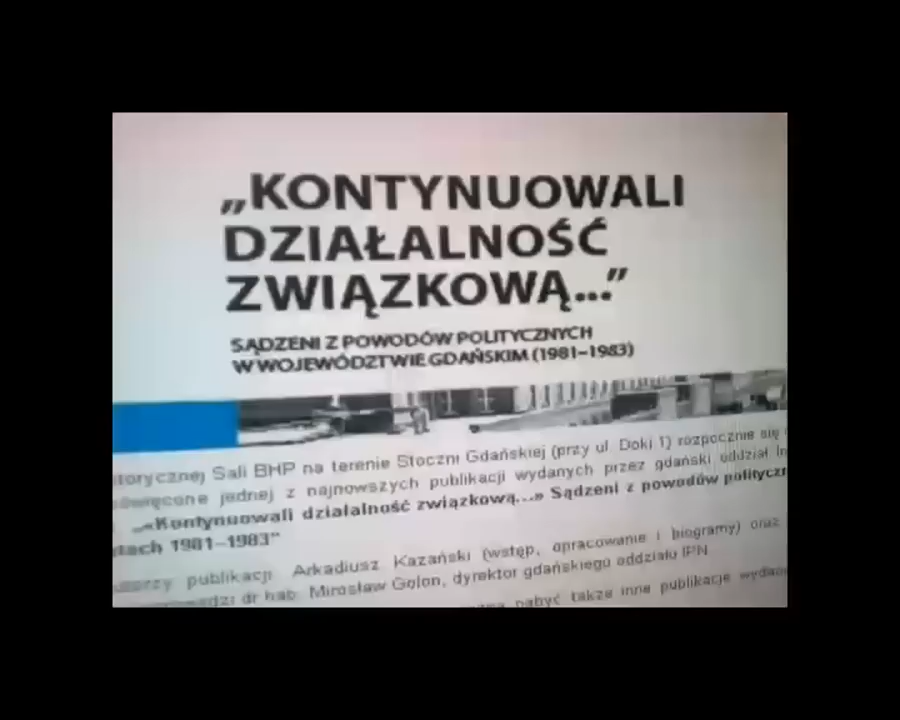 „KONTYNUOWALI
DZIAŁALNOŚĆ
ZWIĄZKOWĄ...”
SĄDZENI Z POWODÓW POLITYCZNYCH
W WOJEWÓDZTWIE GDAŃSKIM (1981–1983)
Sali BHP na terenie Stoczni Gdańskiej (przy ul. Doki 1) rozpocznie się
jednej z najnowszych publikacji wydanych przez gdański oddział
„«Kontynuowali działalność związkową...» Sądzeni z powodów
1981–1983”
publikacji: Arkadiusz Kazański (wstęp, opracowanie i biogramy) oraz
dr hab. Mirosław Golon, dyrektor gdańskiego oddziału IPN.
nabyć także inne publikacje